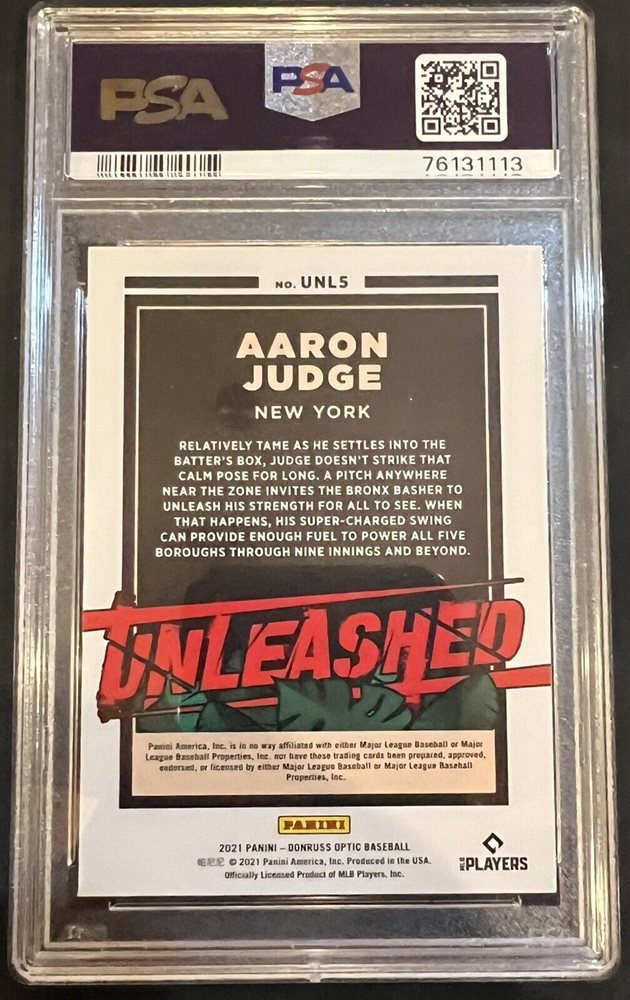 PSA PSA
76131113
NO. UNL5
AARON
JUDGE
NEW YORK
RELATIVELY TAME AS HE SETTLES INTO THE
BATTER'S BOX, JUDGE DOESN'T STRIKE THAT
CALM POSE FOR LONG. A PITCH ANYWHERE
NEAR THE ZONE INVITES THE BRONX BASHER TO
UNLEASH HIS STRENGTH FOR ALL TO SEE. WHEN
THAT HAPPENS, HIS SUPER-CHARGED SWING
CAN PROVIDE ENOUGH FUEL TO POWER ALL FIVE
BOROUGHS THROUGH NINE INNINGS AND BEYOND.
UNLEASHED
Panini America, Inc. is in no way affiliated with either Major League Baseball or Major
League Baseball Properties, Inc. nor have these trading cards been prepared, approved,
endorsed, or licensed by either Major League Baseball or Major League Baseball
Properties, Inc.
PANINI
2021 PANINI – DONRUSS OPTIC BASEBALL
帕尼尼 © 2021 Panini America, Inc. Produced in the USA.
Officially Licensed Product of MLB Players, Inc.
MLB PLAYERS